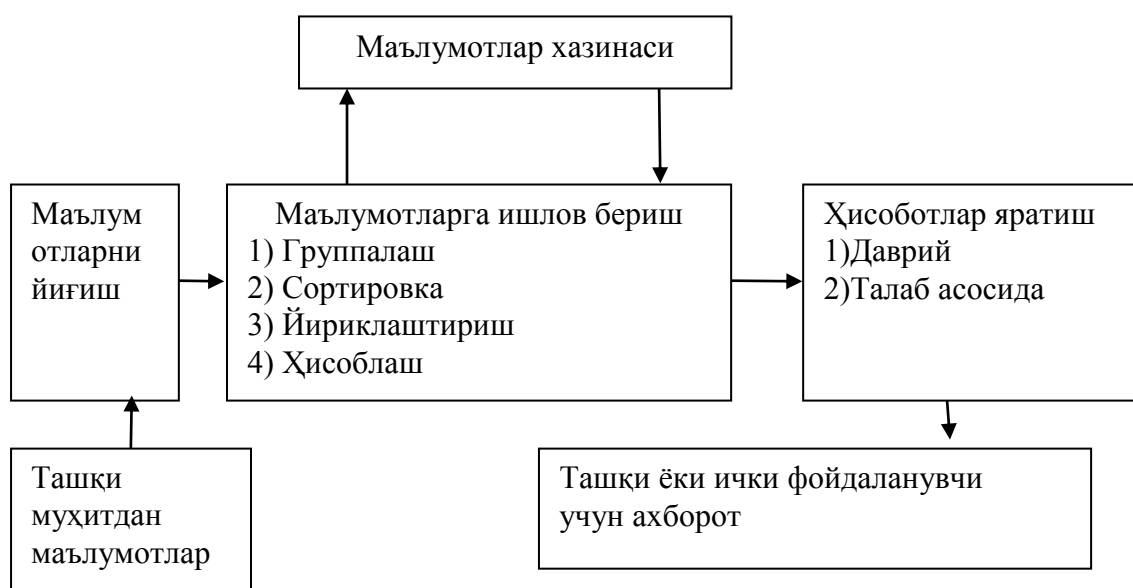 Маълумотлар хазинаси
Маълум
отларни
йиғиш
Маълумотларга ишлов бериш
1) Группалаш
2) Сортировка
3) Йириклаштириш
4) Ҳисоблаш
Ҳисоботлар яратиш
1)Даврий
2)Талаб асосида
Ташқи
муҳитдан
маълумотлар
Ташқи ёки ички фойдаланувчи
учун ахборот